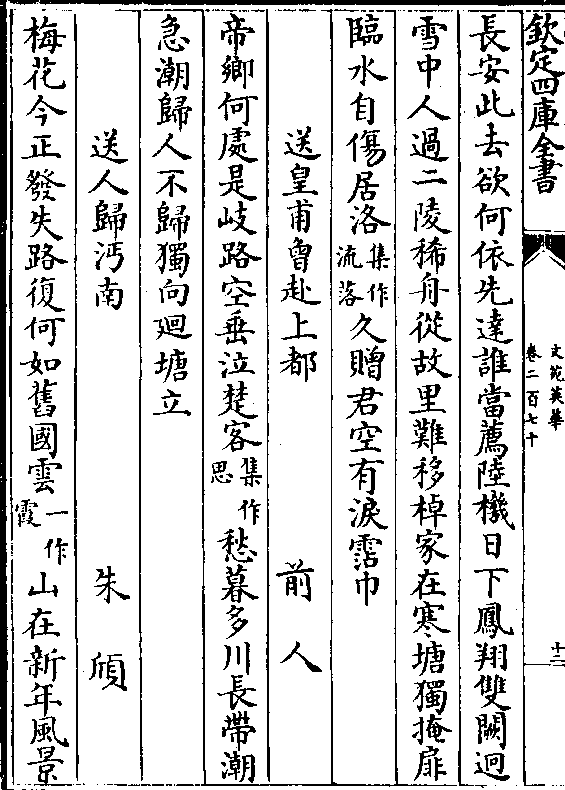 欽定四庫全書
文苑英華
卷二百七十
十二
長安此去欲何依先達誰當薦陸機日下鳳翔雙闕迥
雪中人過二陵稀舟從故里難移棹家在寒塘獨掩扉
臨水自傷居洛集作流落久贈君空有淚霑巾
送皇甫曾赴上都 前人
帝鄉何處是岐路空垂泣楚客集作思愁暮多川長帶潮
急潮歸人不歸獨向廻塘立
送人歸沔南 朱頎
梅花今正發失路復何如舊國雲一作霞山在新年風景